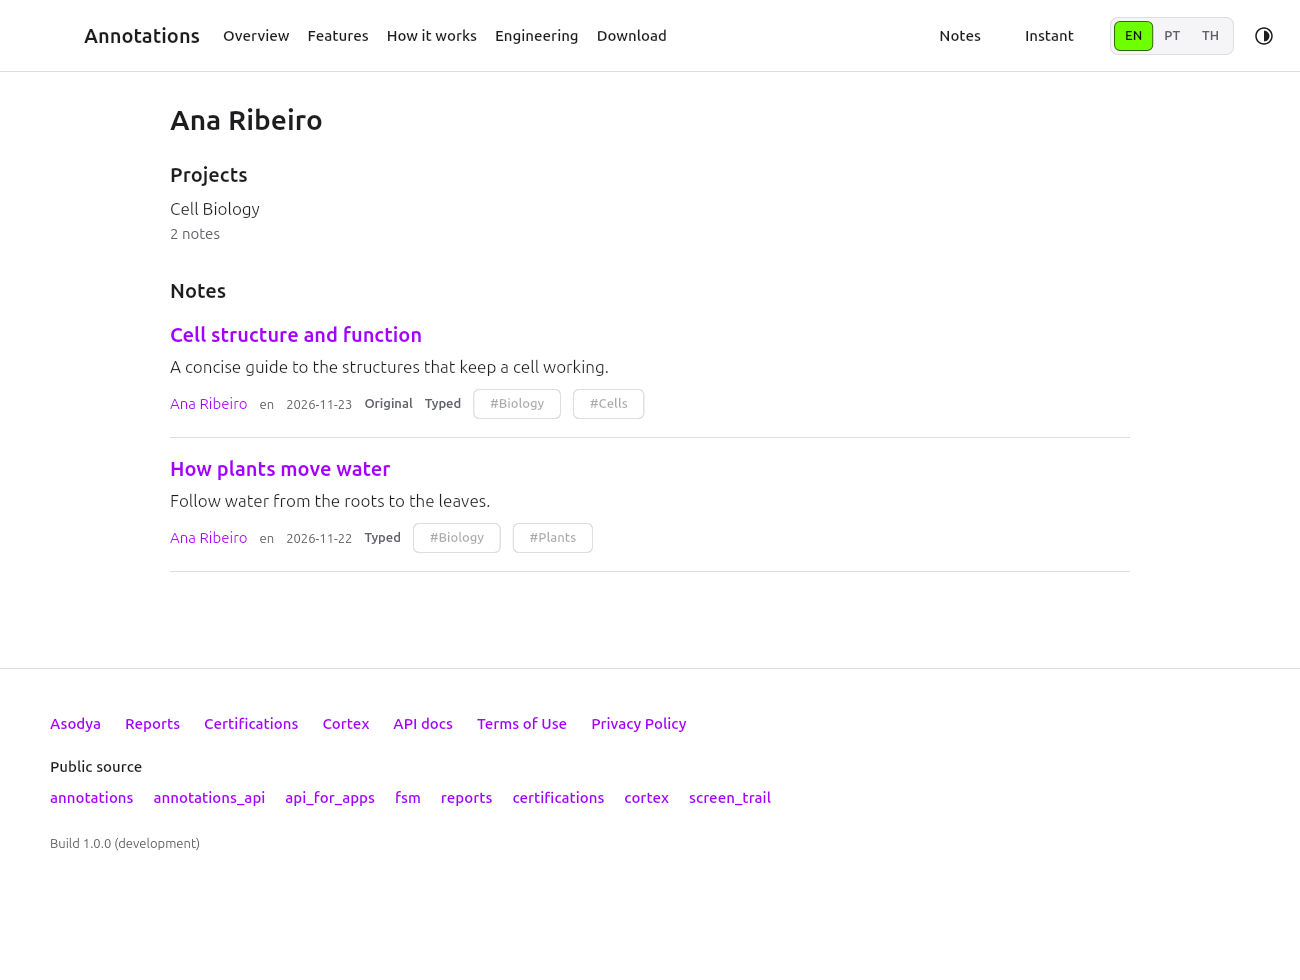 Annotations Overview Features How it works Engineering Download Notes Instant EN PT TH
Ana Ribeiro
Projects
Cell Biology
2 notes
Notes
Cell structure and function
A concise guide to the structures that keep a cell working.
Ana Ribeiro en 2026-11-23 Original Typed #Biology #Cells
How plants move water
Follow water from the roots to the leaves.
Ana Ribeiro en 2026-11-22 Typed #Biology #Plants
Asodya Reports Certifications Cortex API docs Terms of Use Privacy Policy
Public source
annotations annotations_api api_for_apps fsm reports certifications cortex screen_trail
Build 1.0.0 (development)